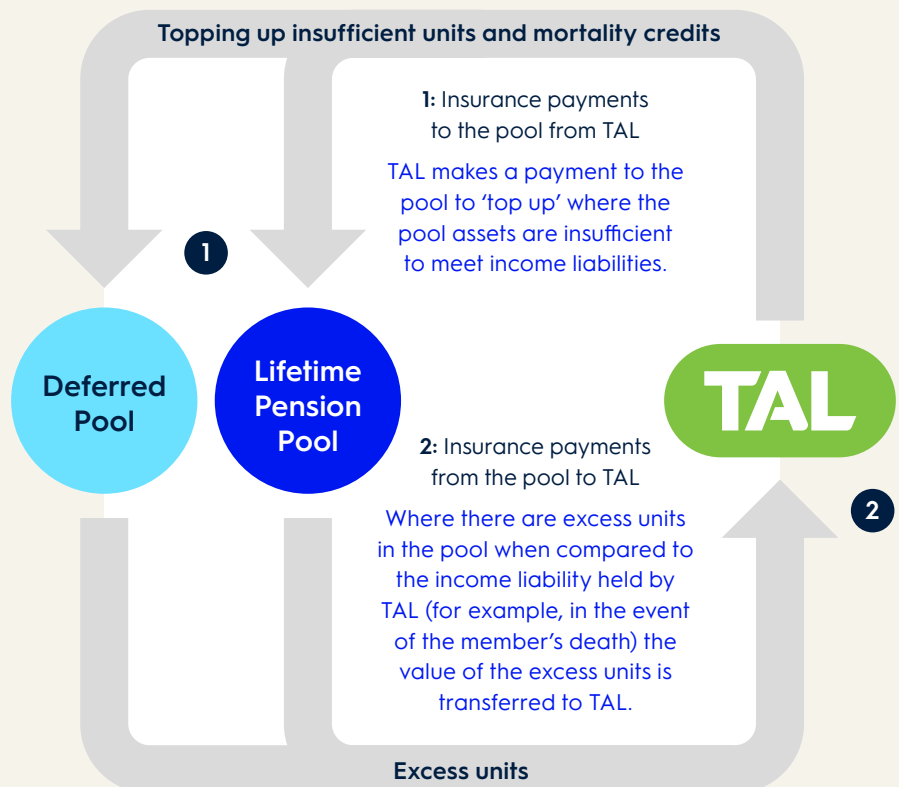 Topping up insufficient units and mortality credits
1: Insurance payments
to the pool from TAL
TAL makes a payment to the
pool to ‘top up’ where the
pool assets are insufficient
to meet income liabilities.
1
Deferred
Pool
Lifetime
Pension
Pool
TAL
2: Insurance payments
from the pool to TAL
2
Where there are excess units
in the pool when compared to
the income liability held by
TAL (for example, in the event
of the member’s death) the
value of the excess units is
transferred to TAL.
Excess units